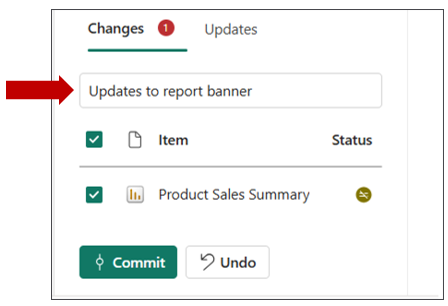 Changes 1 Updates
Updates to report banner
Item Status
Product Sales Summary
Commit Undo